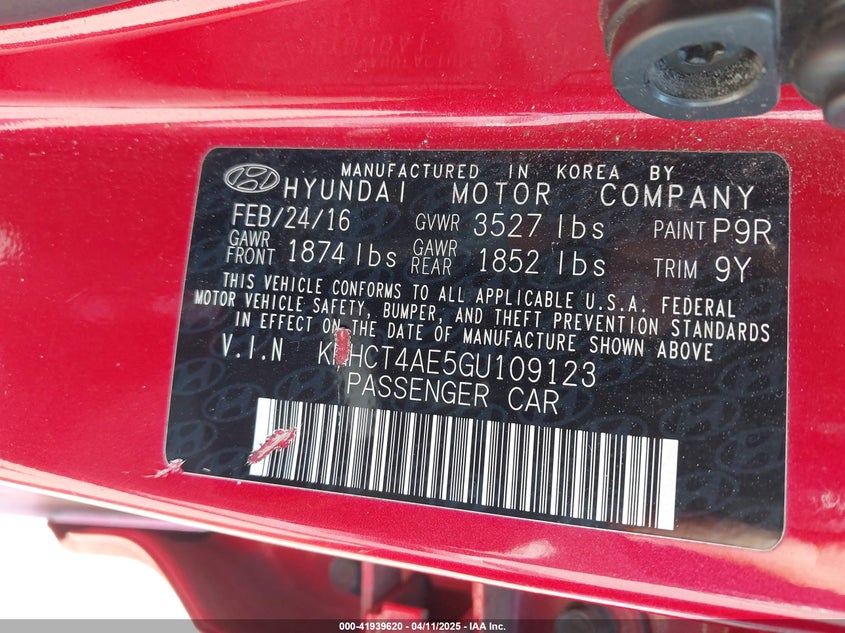 MANUFACTURED IN KOREA BY
HYUNDAI MOTOR COMPANY
FEB/24/16 GVWR 3527 lbs PAINT P9R
GAWR FRONT 1874 lbs GAWR REAR 1852 lbs TRIM 9Y
THIS VEHICLE CONFORMS TO ALL APPLICABLE U.S.A. FEDERAL
MOTOR VEHICLE SAFETY, BUMPER, AND THEFT PREVENTION STANDARDS
IN EFFECT ON THE DATE OF MANUFACTURE SHOWN ABOVE
V.I.N HCT4AE5GU109123
PASSENGER CAR
000-41939620 - 04/11/2025 - IAA Inc.